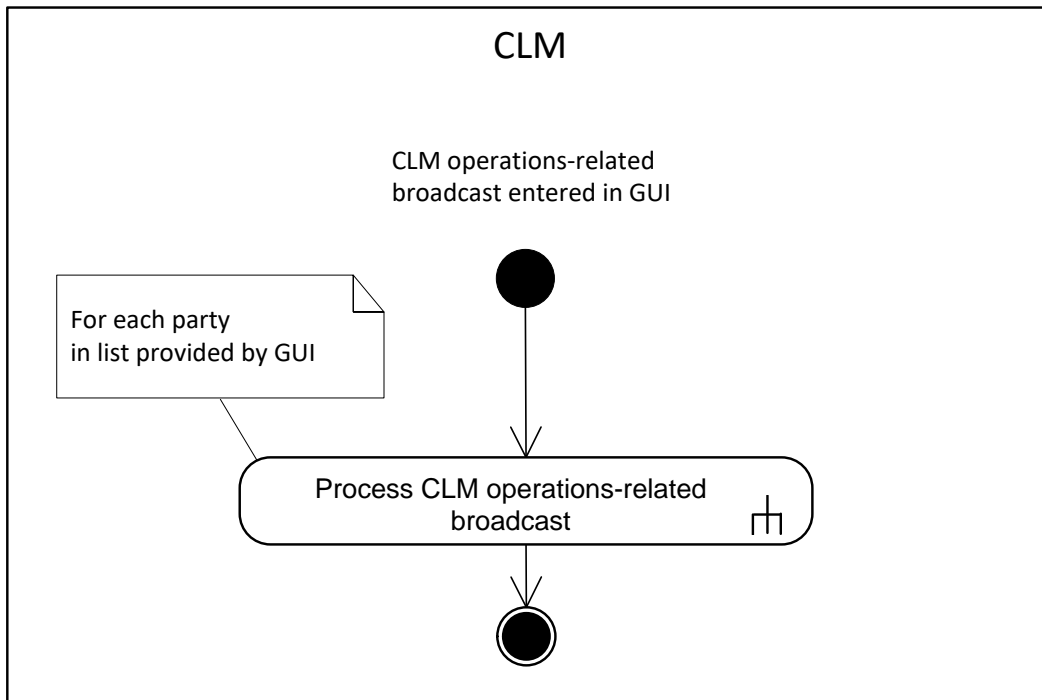 CLM
CLM operations-related
broadcast entered in GUI
For each party
in list provided by GUI
Process CLM operations-related
broadcast